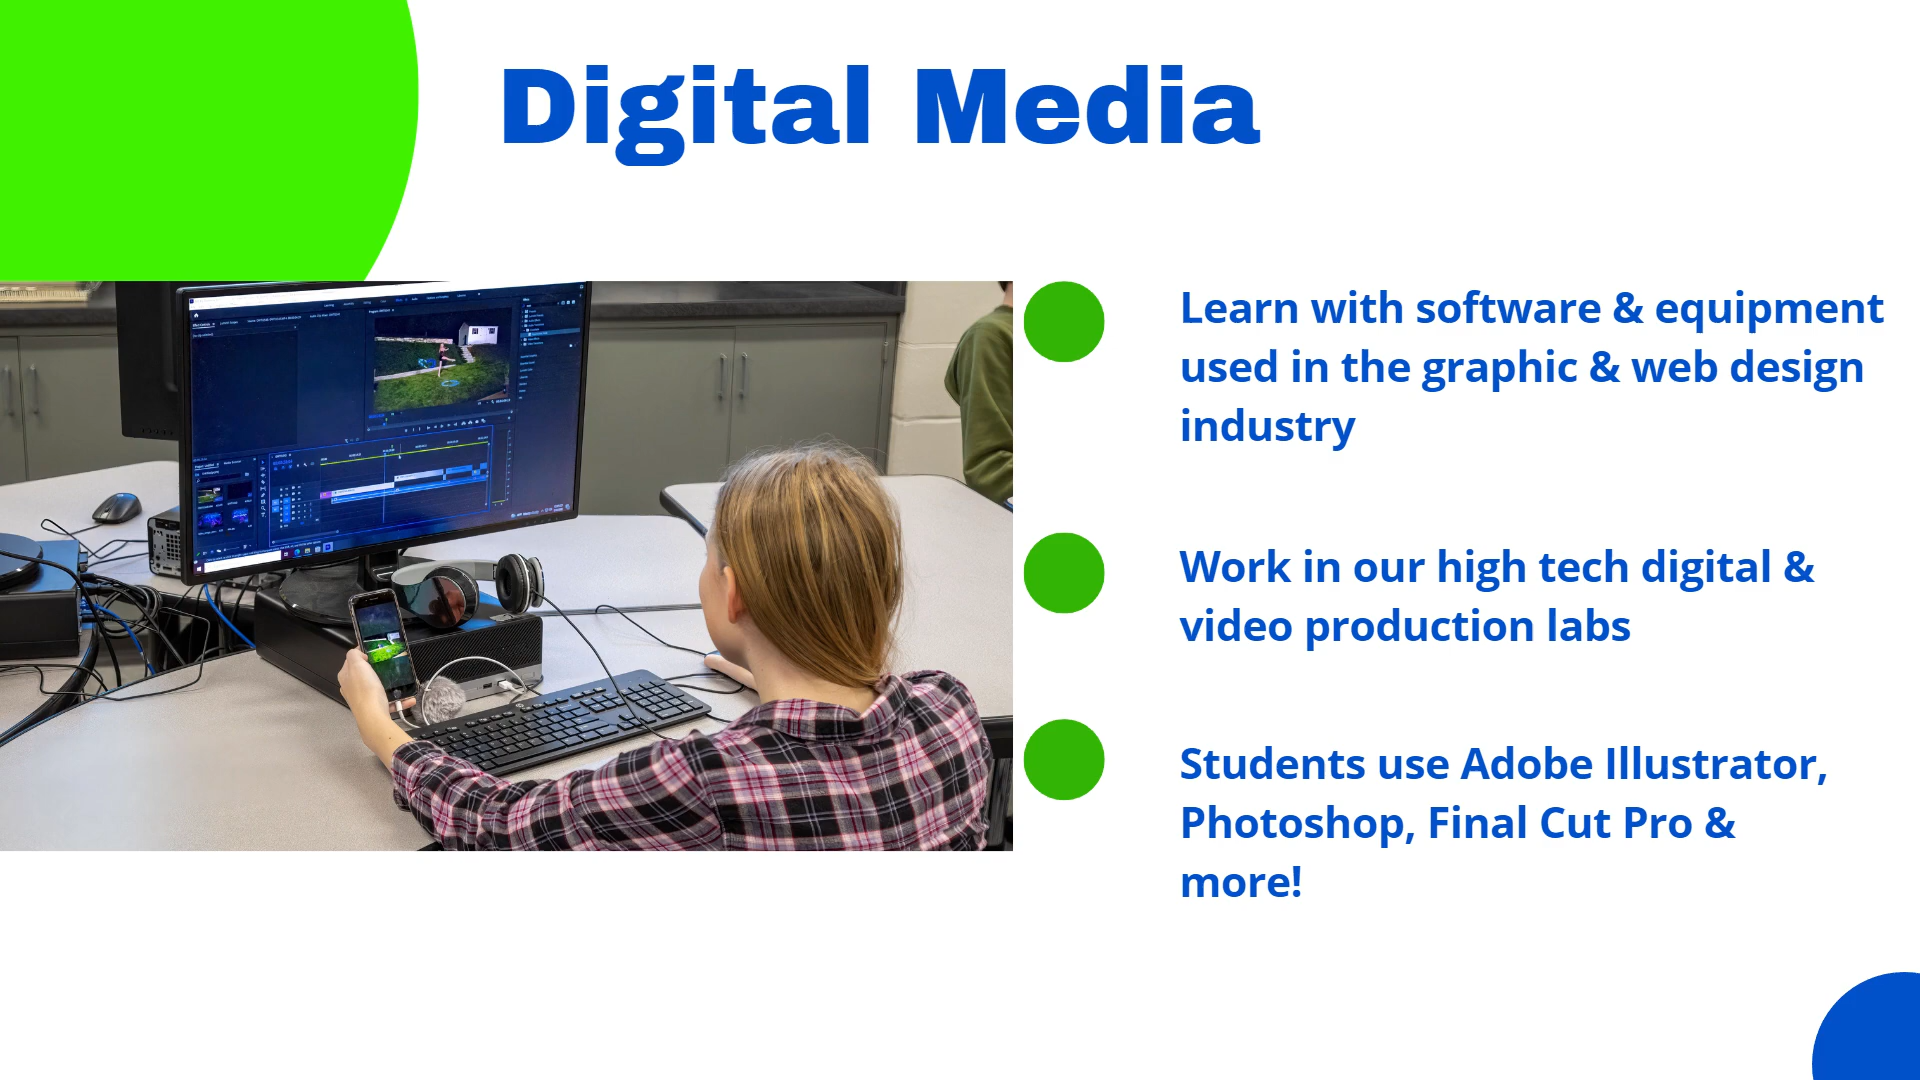 Digital Media
Learn with software & equipment
used in the graphic & web design
industry
Work in our high tech digital &
video production labs
Students use Adobe Illustrator,
Photoshop, Final Cut Pro &
more!